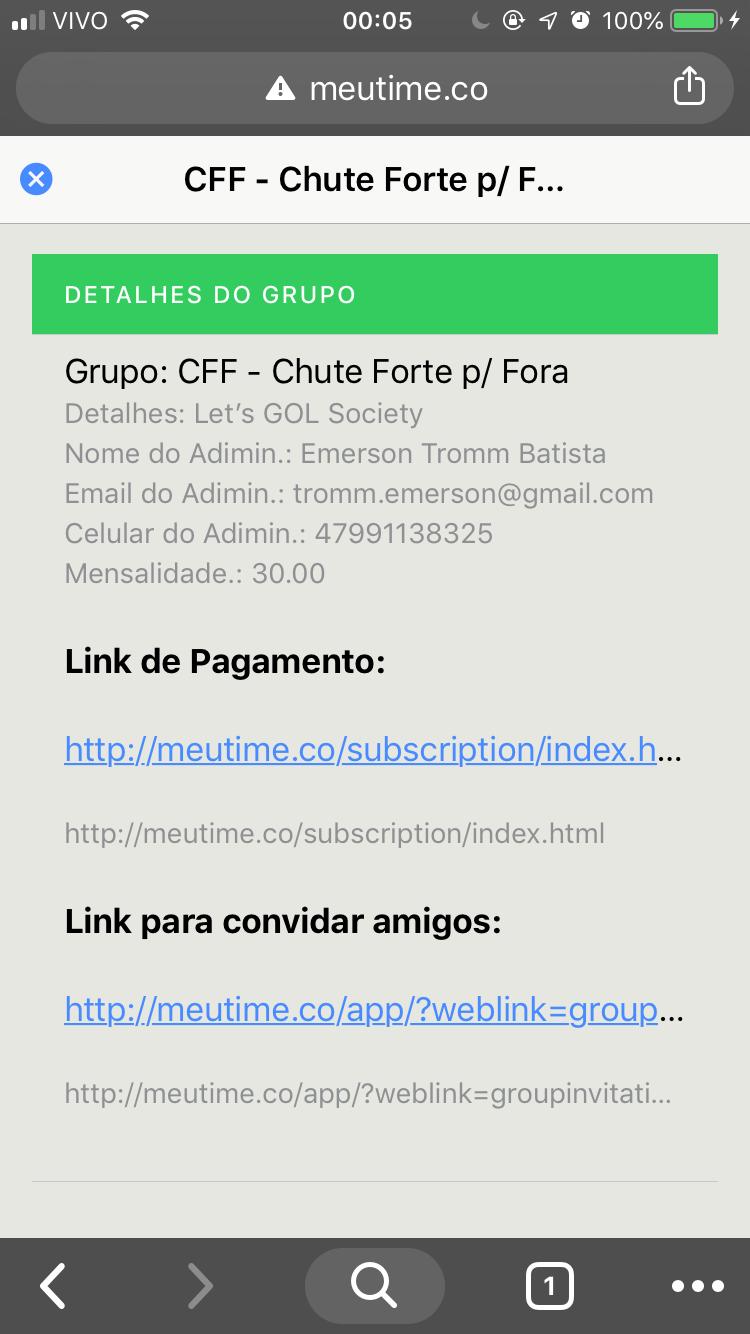 VIVO 00:05 100%
meutime.co
CFF - Chute Forte p/ F...
DETALHES DO GRUPO
Grupo: CFF - Chute Forte p/ Fora
Detalhes: Let's GOL Society
Nome do Adimin.: Emerson Tromm Batista
Email do Adimin.: tromm.emerson@gmail.com
Celular do Adimin.: 47991138325
Mensalidade.: 30.00
Link de Pagamento:
http://meutime.co/subscription/index.h...
http://meutime.co/subscription/index.html
Link para convidar amigos:
http://meutime.co/app/?weblink=group...
http://meutime.co/app/?weblink=groupinvitati...
1